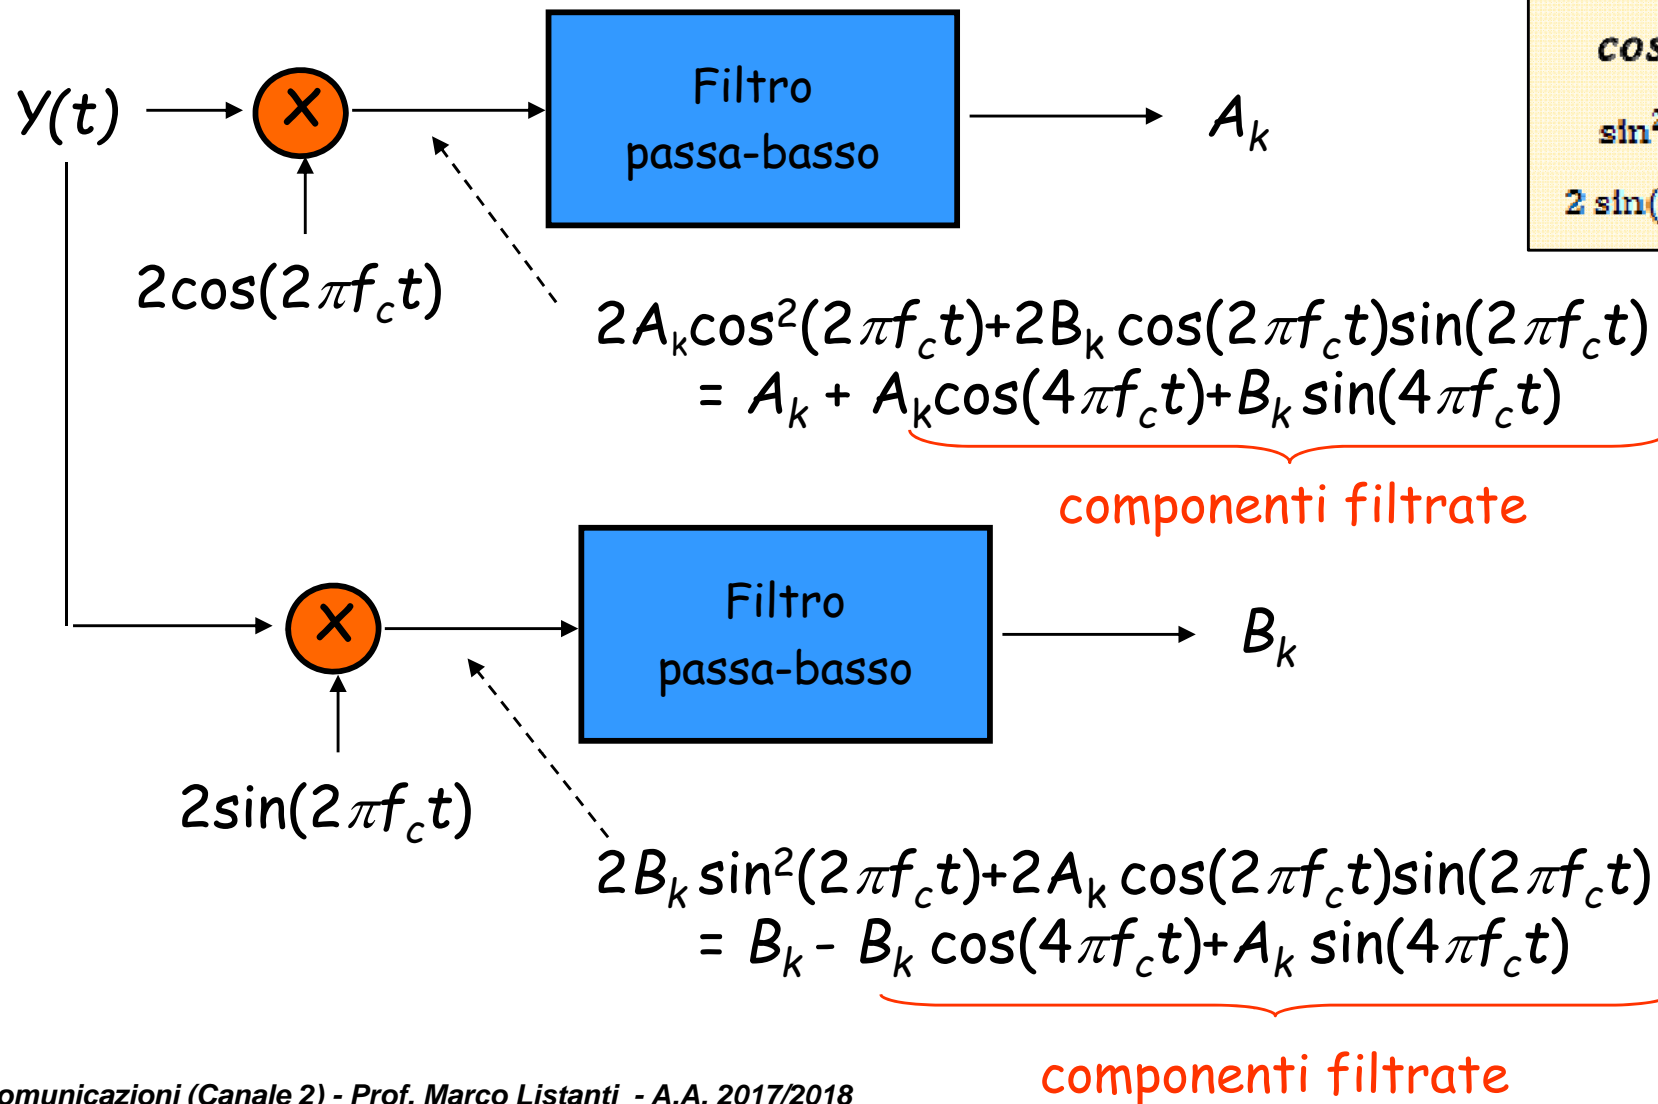 Y(t)
×
Filtro
passa-basso
A_k
2cos(2πf_ct)
2A_kcos²(2πf_ct)+2B_k cos(2πf_ct)sin(2πf_ct)
= A_k + A_kcos(4πf_ct)+B_k sin(4πf_ct)
componenti filtrate
×
Filtro
passa-basso
B_k
2sin(2πf_ct)
2B_k sin²(2πf_ct)+2A_k cos(2πf_ct)sin(2πf_ct)
= B_k - B_k cos(4πf_ct)+A_k sin(4πf_ct)
componenti filtrate
cos
sin²
2 sin(
omunicazioni (Canale 2) - Prof. Marco Listanti - A.A. 2017/2018